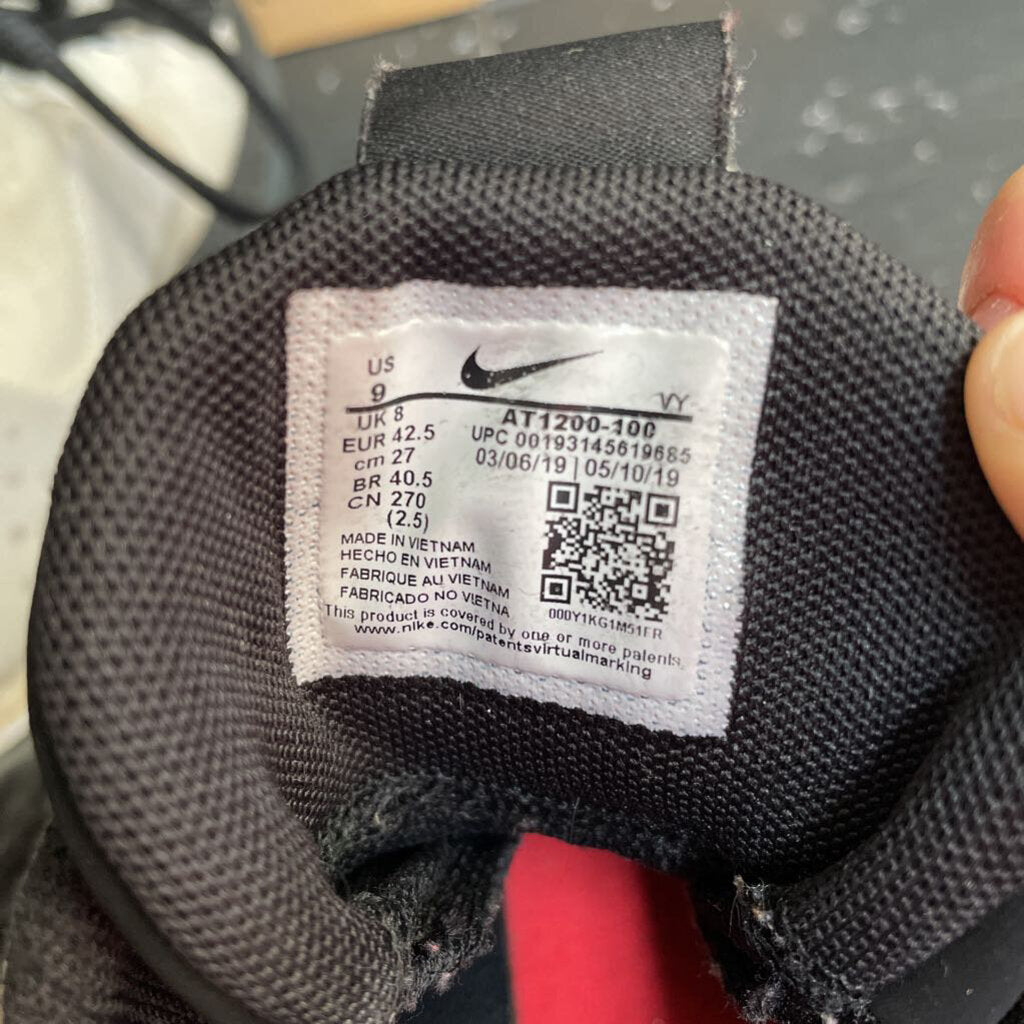 US
9
VY
UK 8
EUR 42.5
cm 27
BR 40.5
CN 270
(2.5)
AT1200-100
UPC 00193145619685
03/06/19 | 05/10/19
MADE IN VIETNAM
HECHO EN VIETNAM
FABRIQUE AU VIETNAM
FABRICADO NO VIETNA
000Y1KG1M51FR
This product is covered by one or more patents.
www.nike.com/patentsvirtualmarking